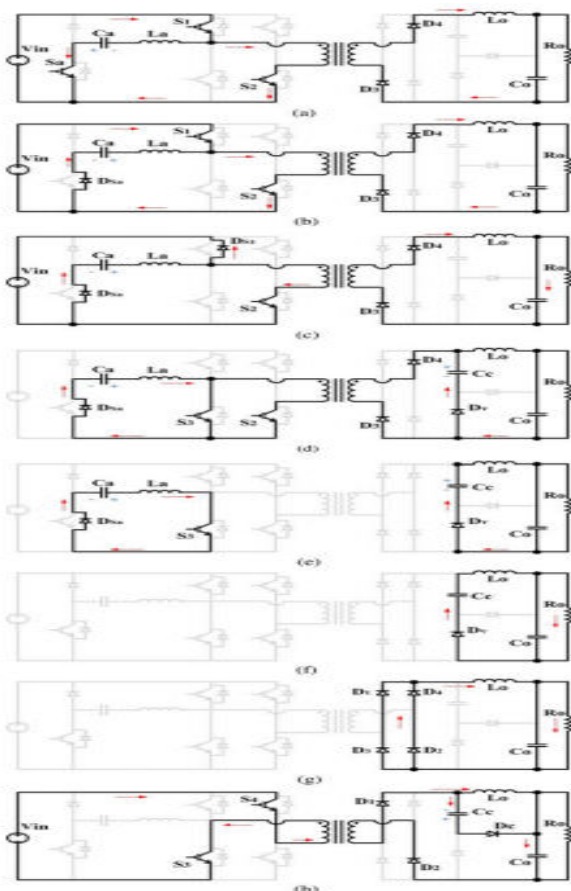 S1 Lo
Ca La D4
Vin Ro
Sa S2 D3 Co
(a)
S1 Lo
Ca La D4
Vin Ro
DSa S2 D3 Co
(b)
Lo
Ca La D4
Vin Ro
DSa S2 D3 Co
(c)
Lo
Ca La D4 Cc
Ro
DSa S3 S2 D3 Dr Co
(d)
Lo
Ca La Cc
Ro
DSa S3 Dr Co
(e)
Lo
Cc
Ro
Dr Co
(f)
D1 D4 Lo
Ro
D3 D2 Co
(g)
S4 D1 Lo
Cc
Vin Dc Ro
S3 D2 Co
(h)